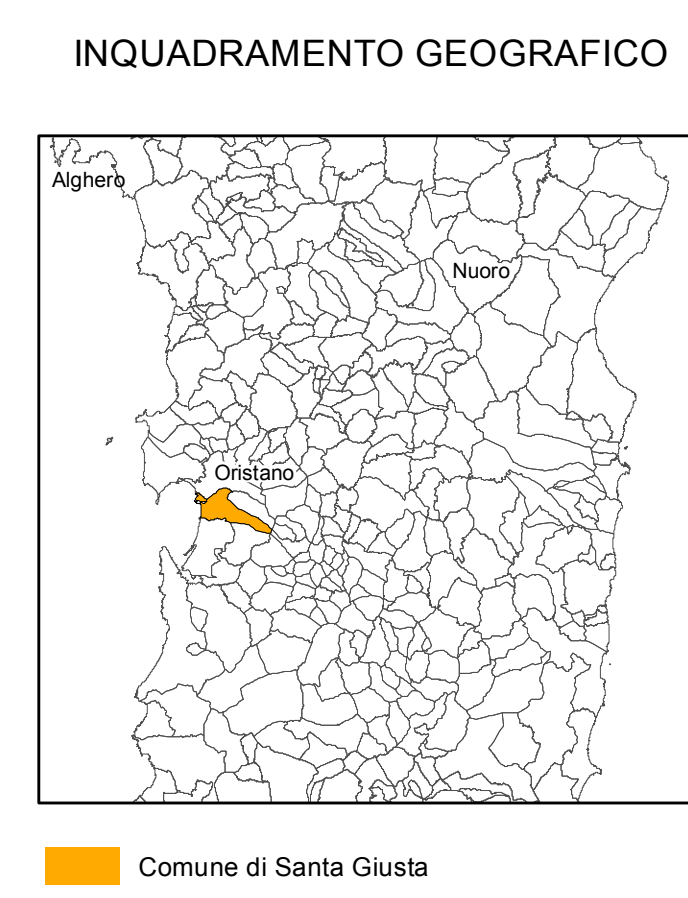 INQUADRAMENTO GEOGRAFICO
Alghero
Nuoro
Oristano
Comune di Santa Giusta